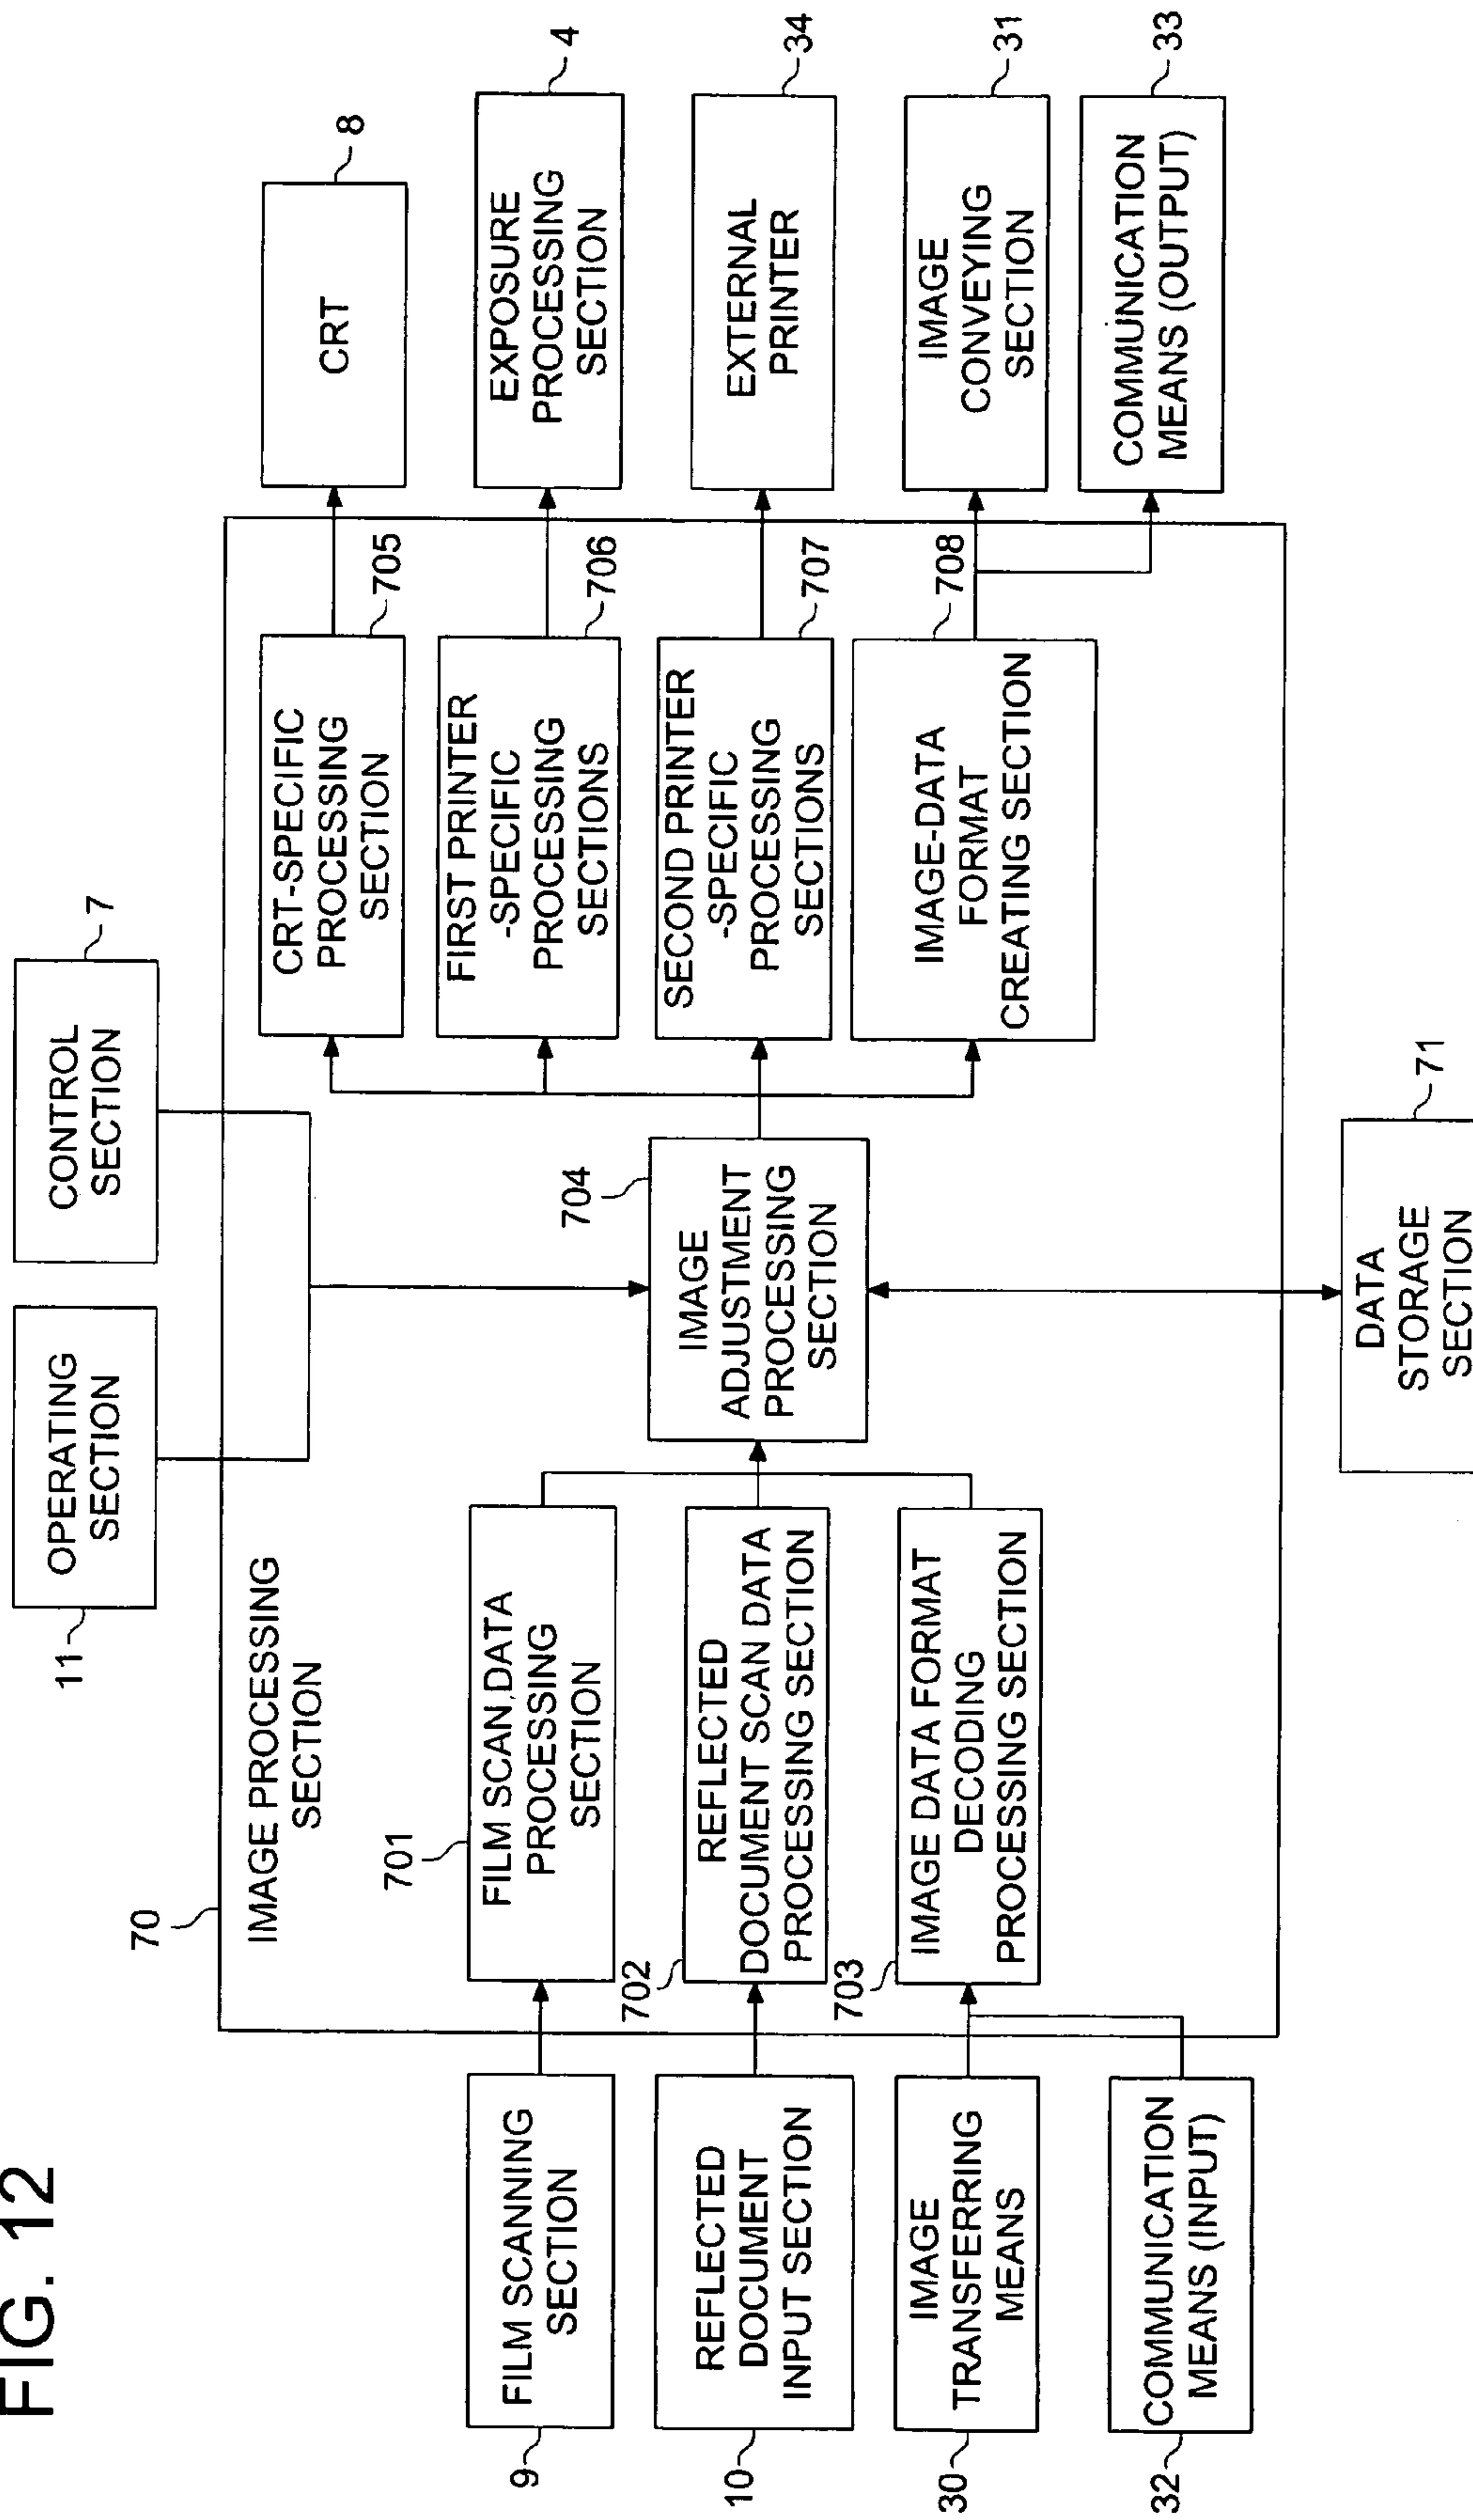 FIG. 12
11
OPERATING
SECTION
CONTROL
SECTION
7
70
IMAGE PROCESSING
SECTION
9
FILM SCANNING
SECTION
10
REFLECTED
DOCUMENT
INPUT SECTION
30
IMAGE
TRANSFERRING
MEANS
32
COMMUNICATION
MEANS (INPUT)
701
FILM SCAN DATA
PROCESSING
SECTION
702
REFLECTED
DOCUMENT SCAN DATA
PROCESSING SECTION
703
IMAGE DATA FORMAT
DECODING
PROCESSING SECTION
704
IMAGE
ADJUSTMENT
PROCESSING
SECTION
CRT-SPECIFIC
PROCESSING
SECTION
705
FIRST PRINTER
-SPECIFIC
PROCESSING
SECTIONS
706
SECOND PRINTER
-SPECIFIC
PROCESSING
SECTIONS
707
IMAGE-DATA
FORMAT
CREATING SECTION
708
CRT
8
EXPOSURE
PROCESSING
SECTION
4
EXTERNAL
PRINTER
34
IMAGE
CONVEYING
SECTION
31
COMMUNICATION
MEANS (OUTPUT)
33
DATA
STORAGE
SECTION
71